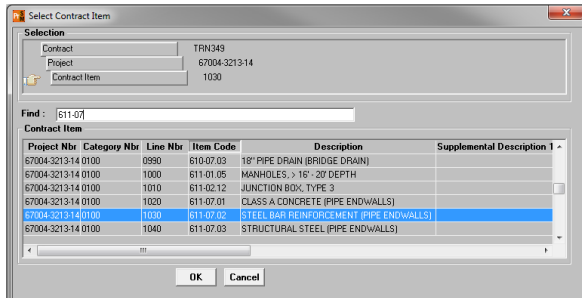 Select Contract Item
Selection
Contract TRN349
Project 67004-3213-14
Contract Item 1030
Find : 611-07
Contract Item
Project Nbr Category Nbr Line Nbr Item Code Description Supplemental Description 1
67004-3213-14 0100 0990 610-07.03 18" PIPE DRAIN (BRIDGE DRAIN)
67004-3213-14 0100 1000 611-01.05 MANHOLES, > 16' - 20' DEPTH
67004-3213-14 0100 1010 611-02.12 JUNCTION BOX, TYPE 3
67004-3213-14 0100 1020 611-07.01 CLASS A CONCRETE (PIPE ENDWALLS)
67004-3213-14 0100 1030 611-07.02 STEEL BAR REINFORCEMENT (PIPE ENDWALLS)
67004-3213-14 0100 1040 611-07.03 STRUCTURAL STEEL (PIPE ENDWALLS)
OK Cancel